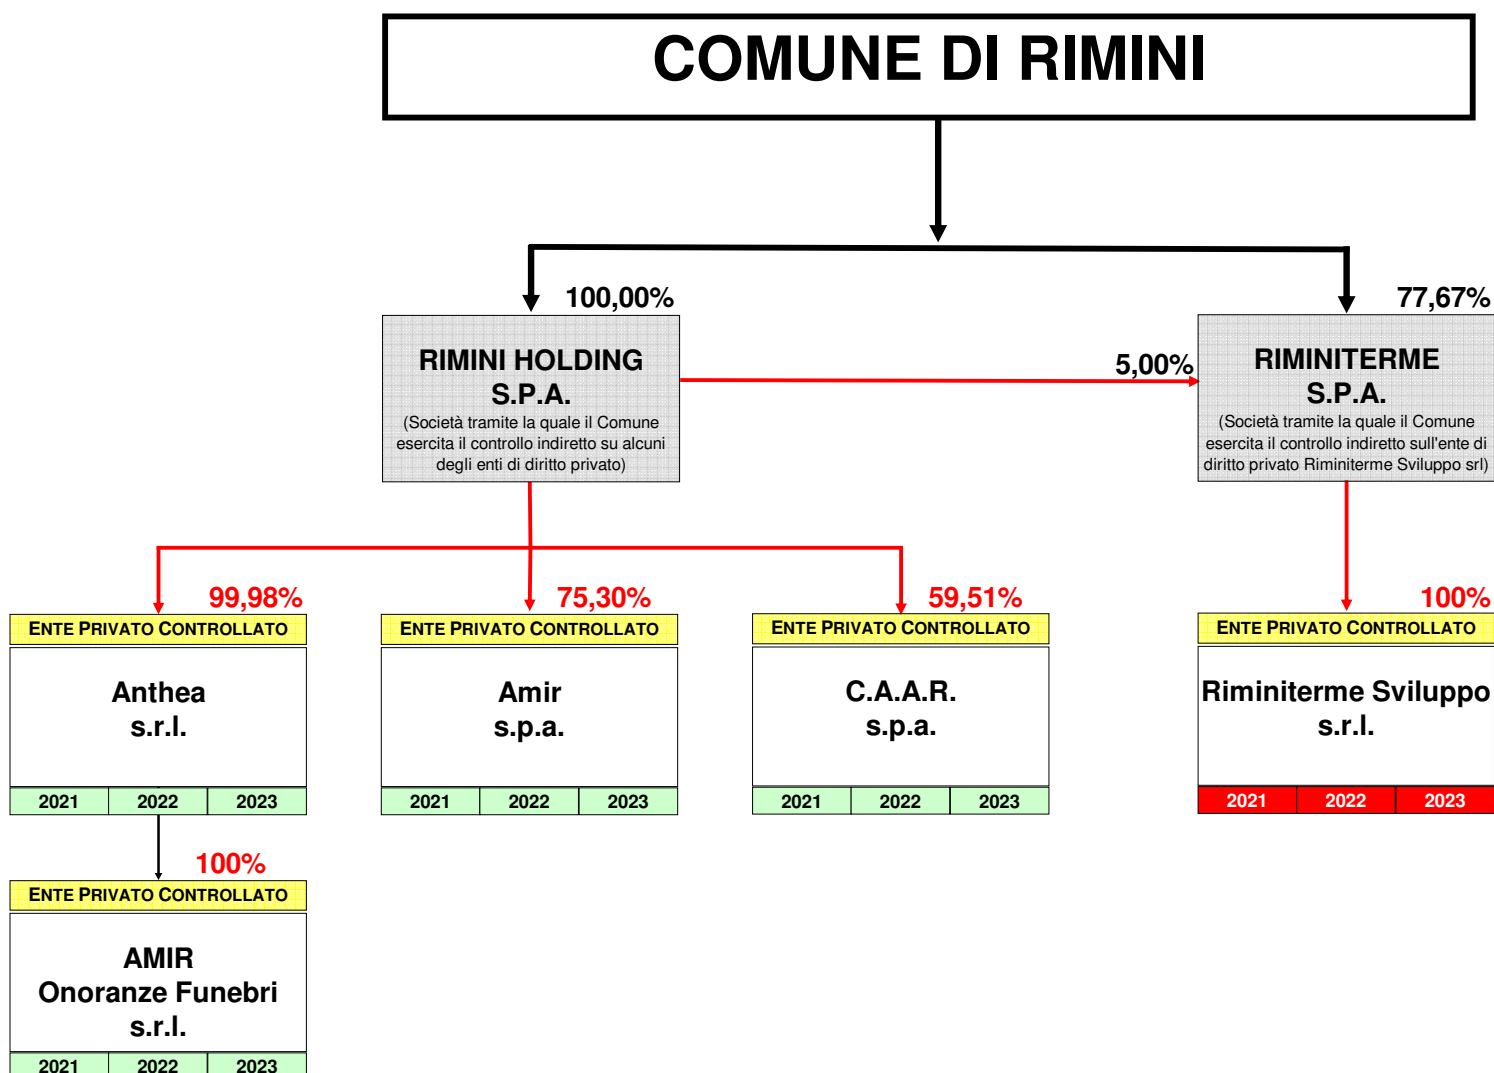 COMUNE DI RIMINI
100,00%
77,67%
RIMINI HOLDING
S.P.A.
(Società tramite la quale il Comune
esercita il controllo indiretto su alcuni
degli enti di diritto privato)
5,00%
RIMINITERME
S.P.A.
(Società tramite la quale il Comune
esercita il controllo indiretto sull'ente di
diritto privato Riminiterme Sviluppo srl)
99,98%
75,30%
59,51%
100%
ENTE PRIVATO CONTROLLATO
ENTE PRIVATO CONTROLLATO
ENTE PRIVATO CONTROLLATO
ENTE PRIVATO CONTROLLATO
Anthea
s.r.l.
Amir
s.p.a.
C.A.A.R.
s.p.a.
Riminiterme Sviluppo
s.r.l.
2021 2022 2023
2021 2022 2023
2021 2022 2023
2021 2022 2023
100%
ENTE PRIVATO CONTROLLATO
AMIR
Onoranze Funebri
s.r.l.
2021 2022 2023